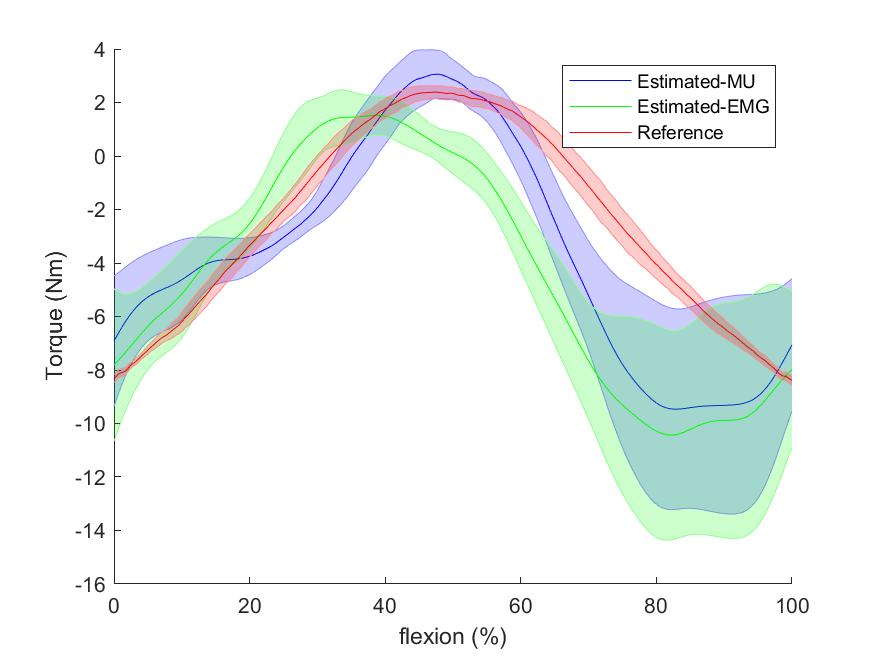 4
2
0
-2
-4
-6
-8
-10
-12
-14
-16
Torque (Nm)
0 20 40 60 80 100
flexion (%)
Estimated-MU
Estimated-EMG
Reference